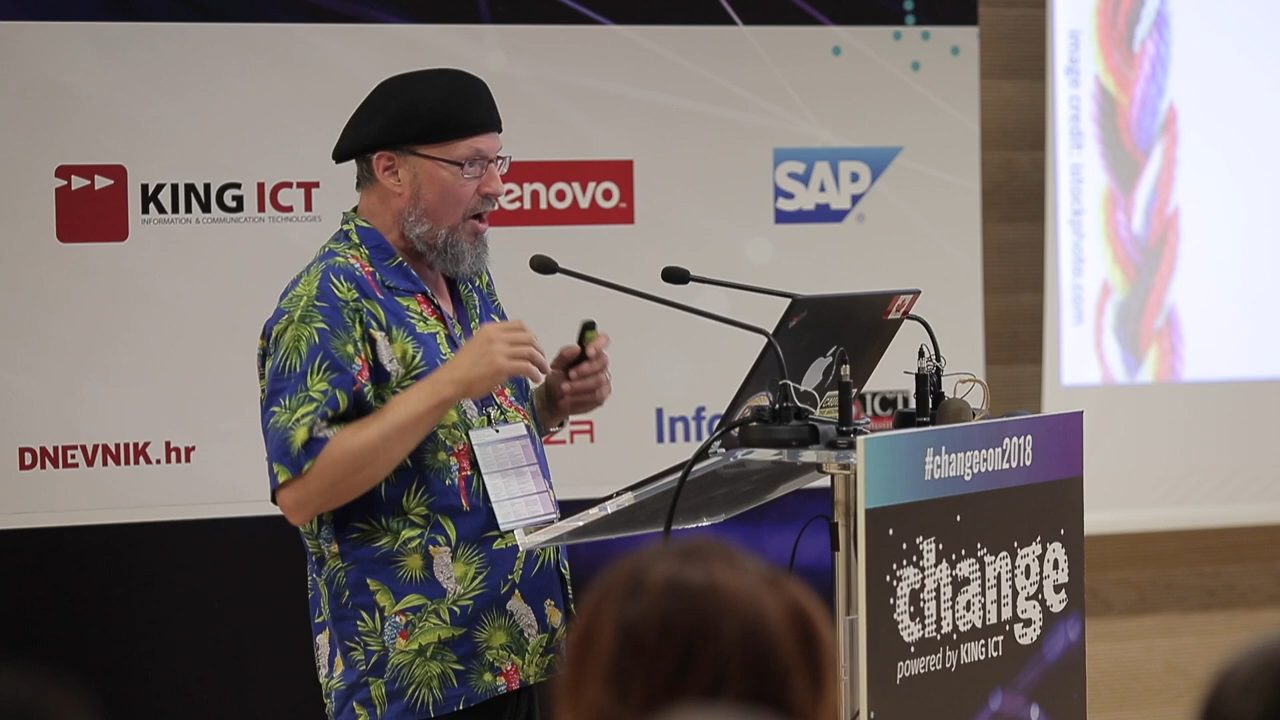 KING ICT
INFORMATION & COMMUNICATION TECHNOLOGIES
enovo
SAP
DNEVNIK.hr
Info
ICT
image credit: istockphoto.com
#changecon2018
change
powered by KING ICT